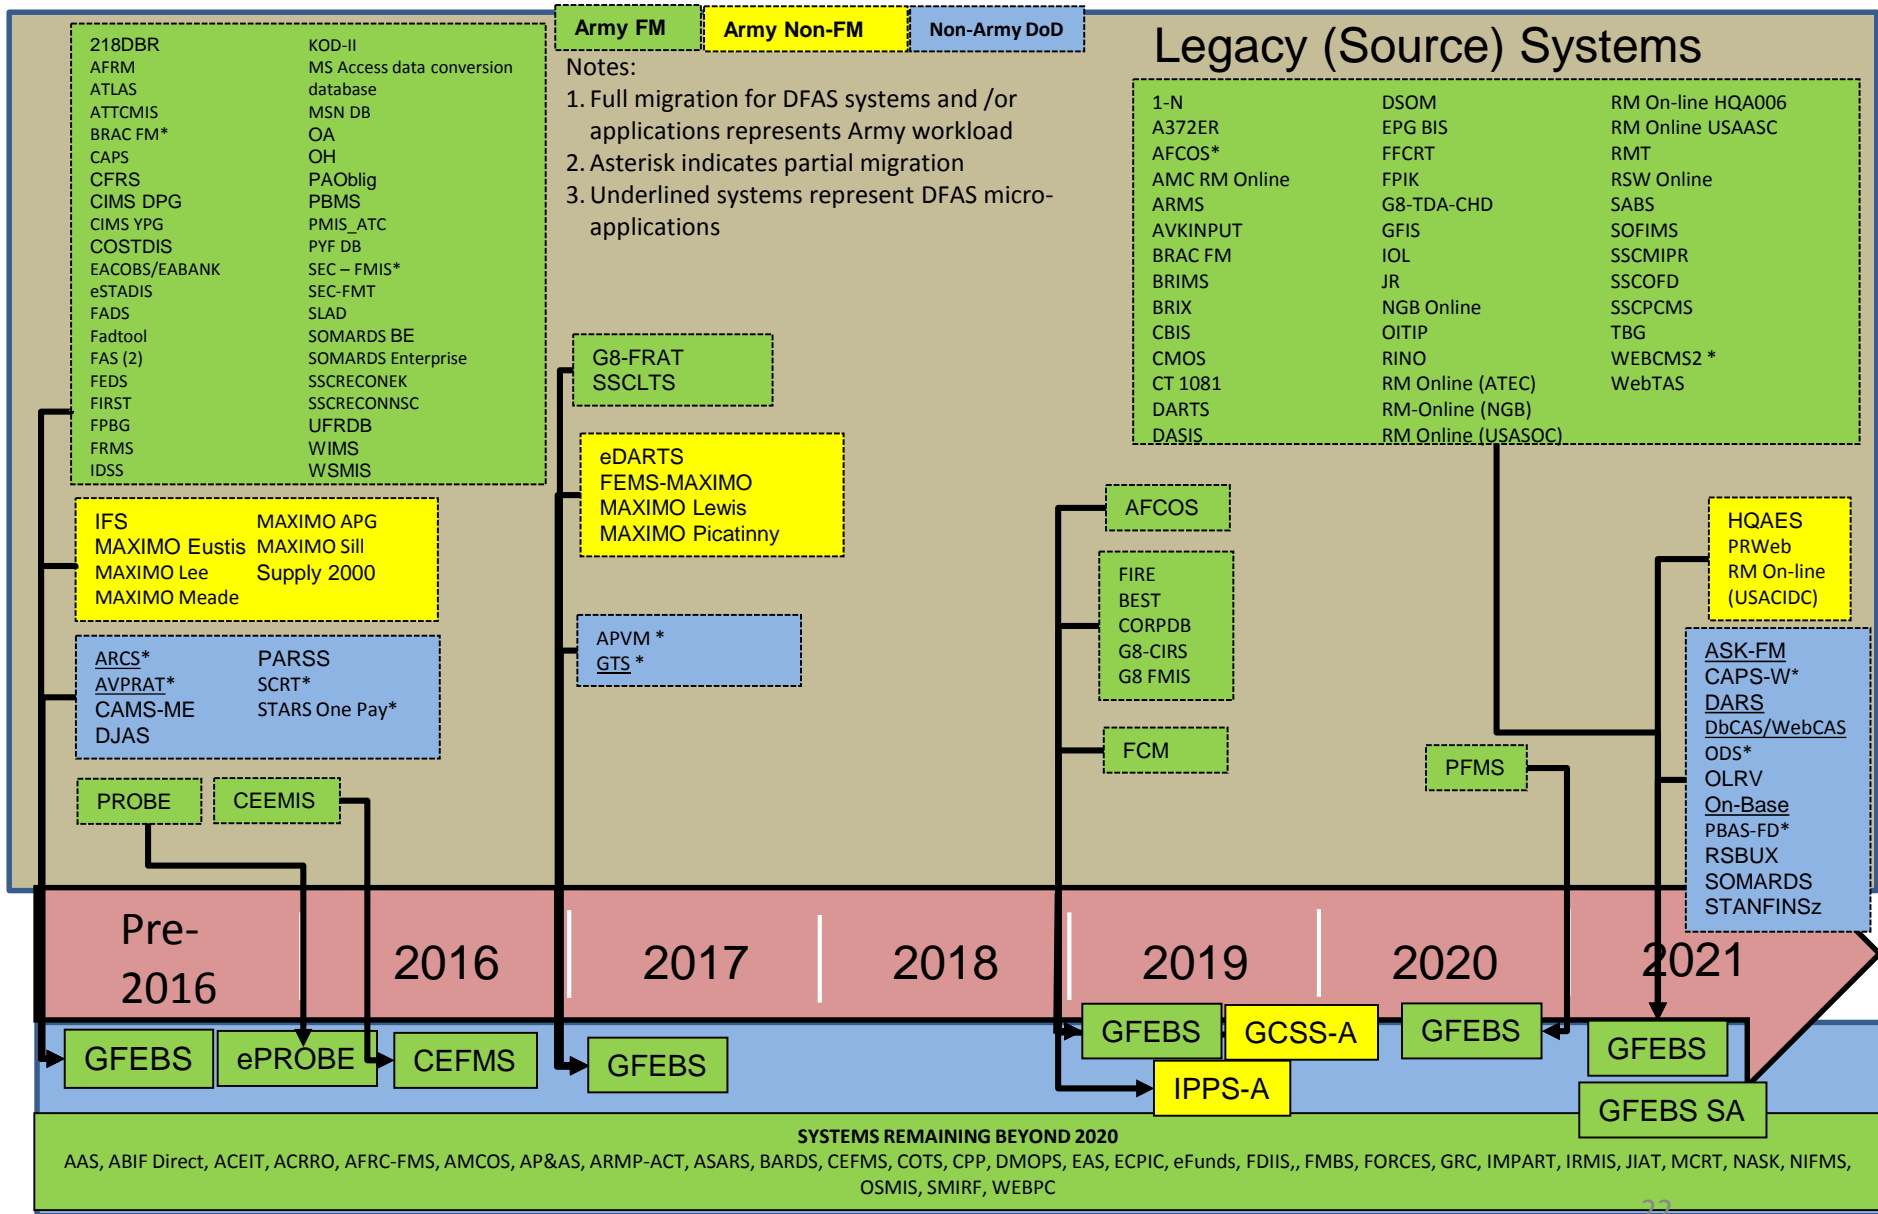 Army FM
Army Non-FM
Non-Army DoD
Legacy (Source) Systems
218DBR
AFRM
ATLAS
ATTCMIS
BRAC FM*
CAPS
CFRS
CIMS DPG
CIMS YPG
COSTDIS
EACOBS/EABANK
eSTADIS
FADS
Fadtool
FAS (2)
FEDS
FIRST
FPBG
FRMS
IDSS
KOD-II
MS Access data conversion
database
MSN DB
OA
OH
PAOblig
PBMS
PMIS_ATC
PYF DB
SEC – FMIS*
SEC-FMT
SLAD
SOMARDS BE
SOMARDS Enterprise
SSCRECONEK
SSCRECONNSC
UFRDB
WIMS
WSMIS
Notes:
1. Full migration for DFAS systems and /or
applications represents Army workload
2. Asterisk indicates partial migration
3. Underlined systems represent DFAS micro-
applications
1-N
A372ER
AFCOS*
AMC RM Online
ARMS
AVKINPUT
BRAC FM
BRIMS
BRIX
CBIS
CMOS
CT 1081
DARTS
DASIS
DSOM
EPG BIS
FFCRT
FPIK
G8-TDA-CHD
GFIS
IOL
JR
NGB Online
OITIP
RINO
RM Online (ATEC)
RM-Online (NGB)
RM Online (USASOC)
RM On-line HQA006
RM Online USAASC
RMT
RSW Online
SABS
SOFIMS
SSCMIPR
SSCOFD
SSCPCMS
TBG
WEBCMS2 *
WebTAS
IFS
MAXIMO Eustis
MAXIMO Lee
MAXIMO Meade
MAXIMO APG
MAXIMO Sill
Supply 2000
ARCS*
AVPRAT*
CAMS-ME
DJAS
PARSS
SCRT*
STARS One Pay*
PROBE
CEEMIS
G8-FRAT
SSCLTS
eDARTS
FEMS-MAXIMO
MAXIMO Lewis
MAXIMO Picatinny
APVM *
GTS *
AFCOS
FIRE
BEST
CORPDB
G8-CIRS
G8 FMIS
FCM
PFMS
HQAES
PRWeb
RM On-line
(USACIDC)
ASK-FM
CAPS-W*
DARS
DbCAS/WebCAS
ODS*
OLRV
On-Base
PBAS-FD*
RSBUX
SOMARDS
STANFINSz
Pre-
2016
2016
2017
2018
2019
2020
2021
GFEBS
ePROBE
CEFMS
GFEBS
GFEBS
GCSS-A
IPPS-A
GFEBS
GFEBS
GFEBS SA
SYSTEMS REMAINING BEYOND 2020
AAS, ABIF Direct, ACEIT, ACRRO, AFRC-FMS, AMCOS, AP&AS, ARMP-ACT, ASARS, BARDS, CEFMS, COTS, CPP, DMOPS, EAS, ECPIC, eFunds, FDIIS,, FMBS, FORCES, GRC, IMPART, IRMIS, JIAT, MCRT, NASK, NIFMS,
OSMIS, SMIRF, WEBPC